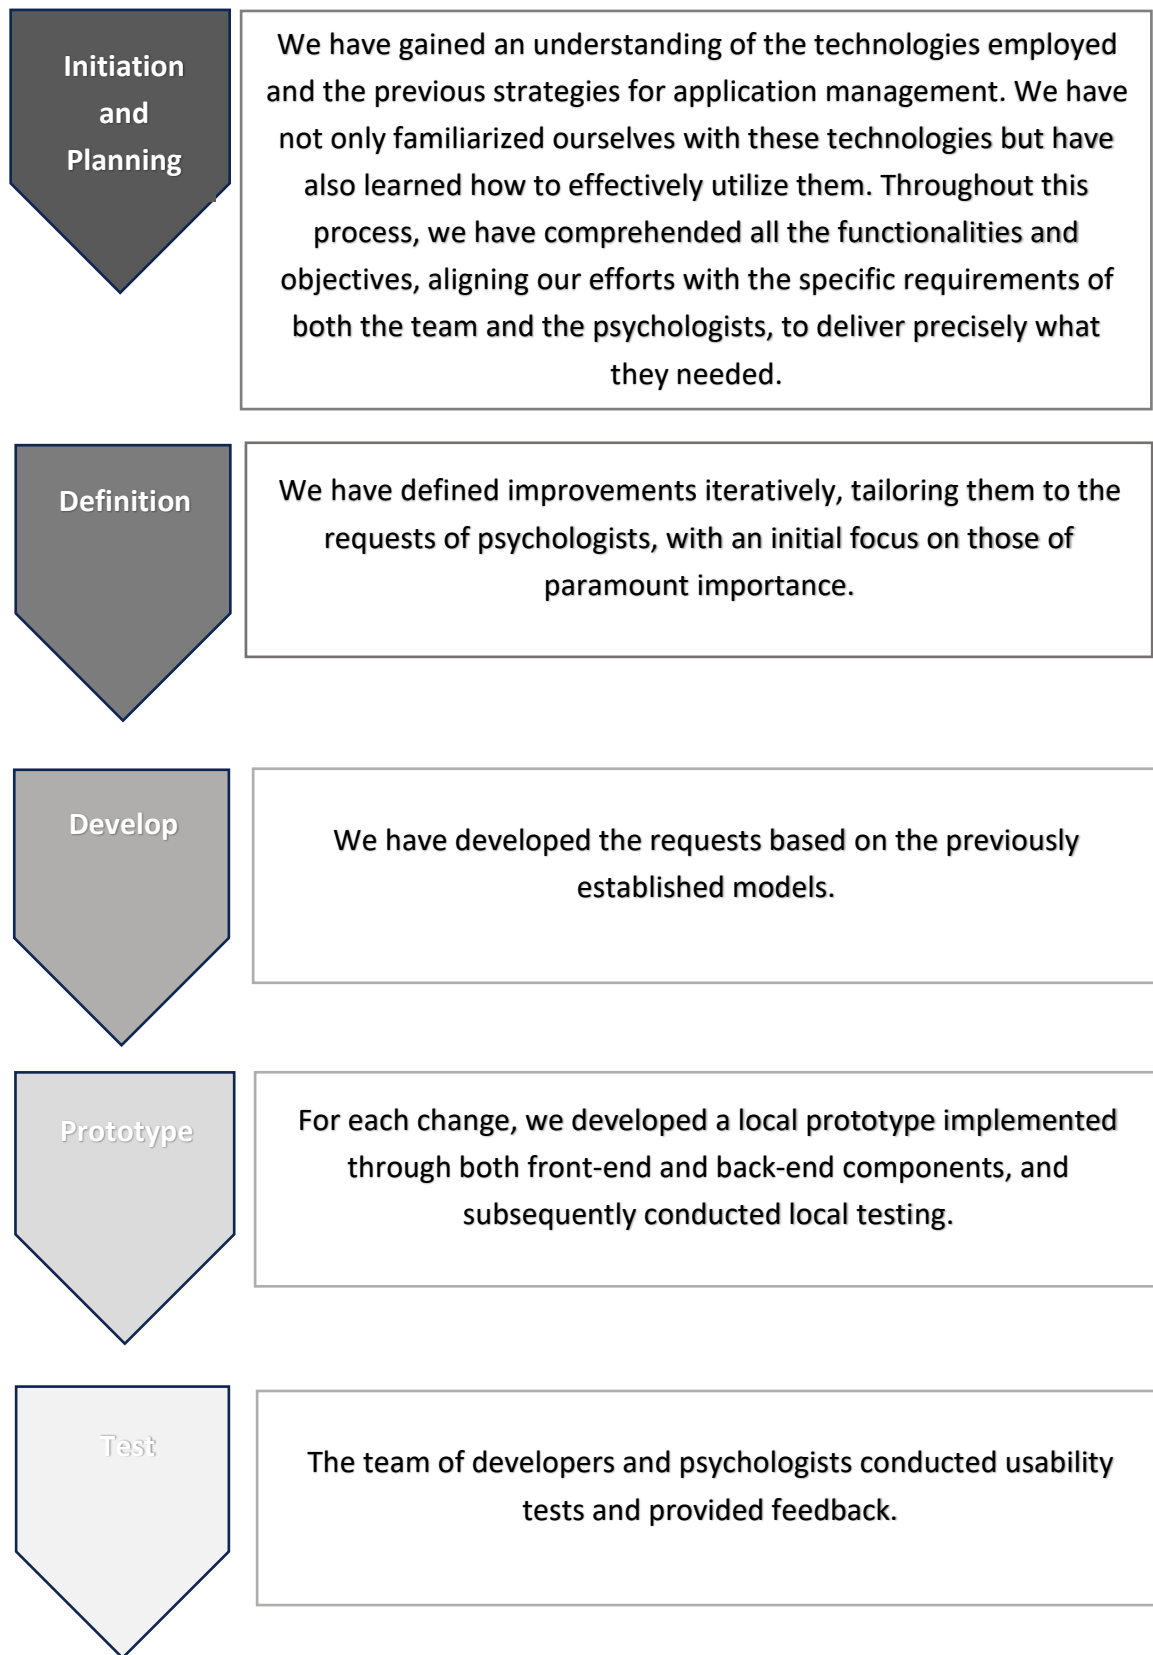 Initiation
and
Planning
We have gained an understanding of the technologies employed
and the previous strategies for application management. We have
not only familiarized ourselves with these technologies but have
also learned how to effectively utilize them. Throughout this
process, we have comprehended all the functionalities and
objectives, aligning our efforts with the specific requirements of
both the team and the psychologists, to deliver precisely what
they needed.
Definition
We have defined improvements iteratively, tailoring them to the
requests of psychologists, with an initial focus on those of
paramount importance.
Develop
We have developed the requests based on the previously
established models.
Prototype
For each change, we developed a local prototype implemented
through both front-end and back-end components, and
subsequently conducted local testing.
Test
The team of developers and psychologists conducted usability
tests and provided feedback.